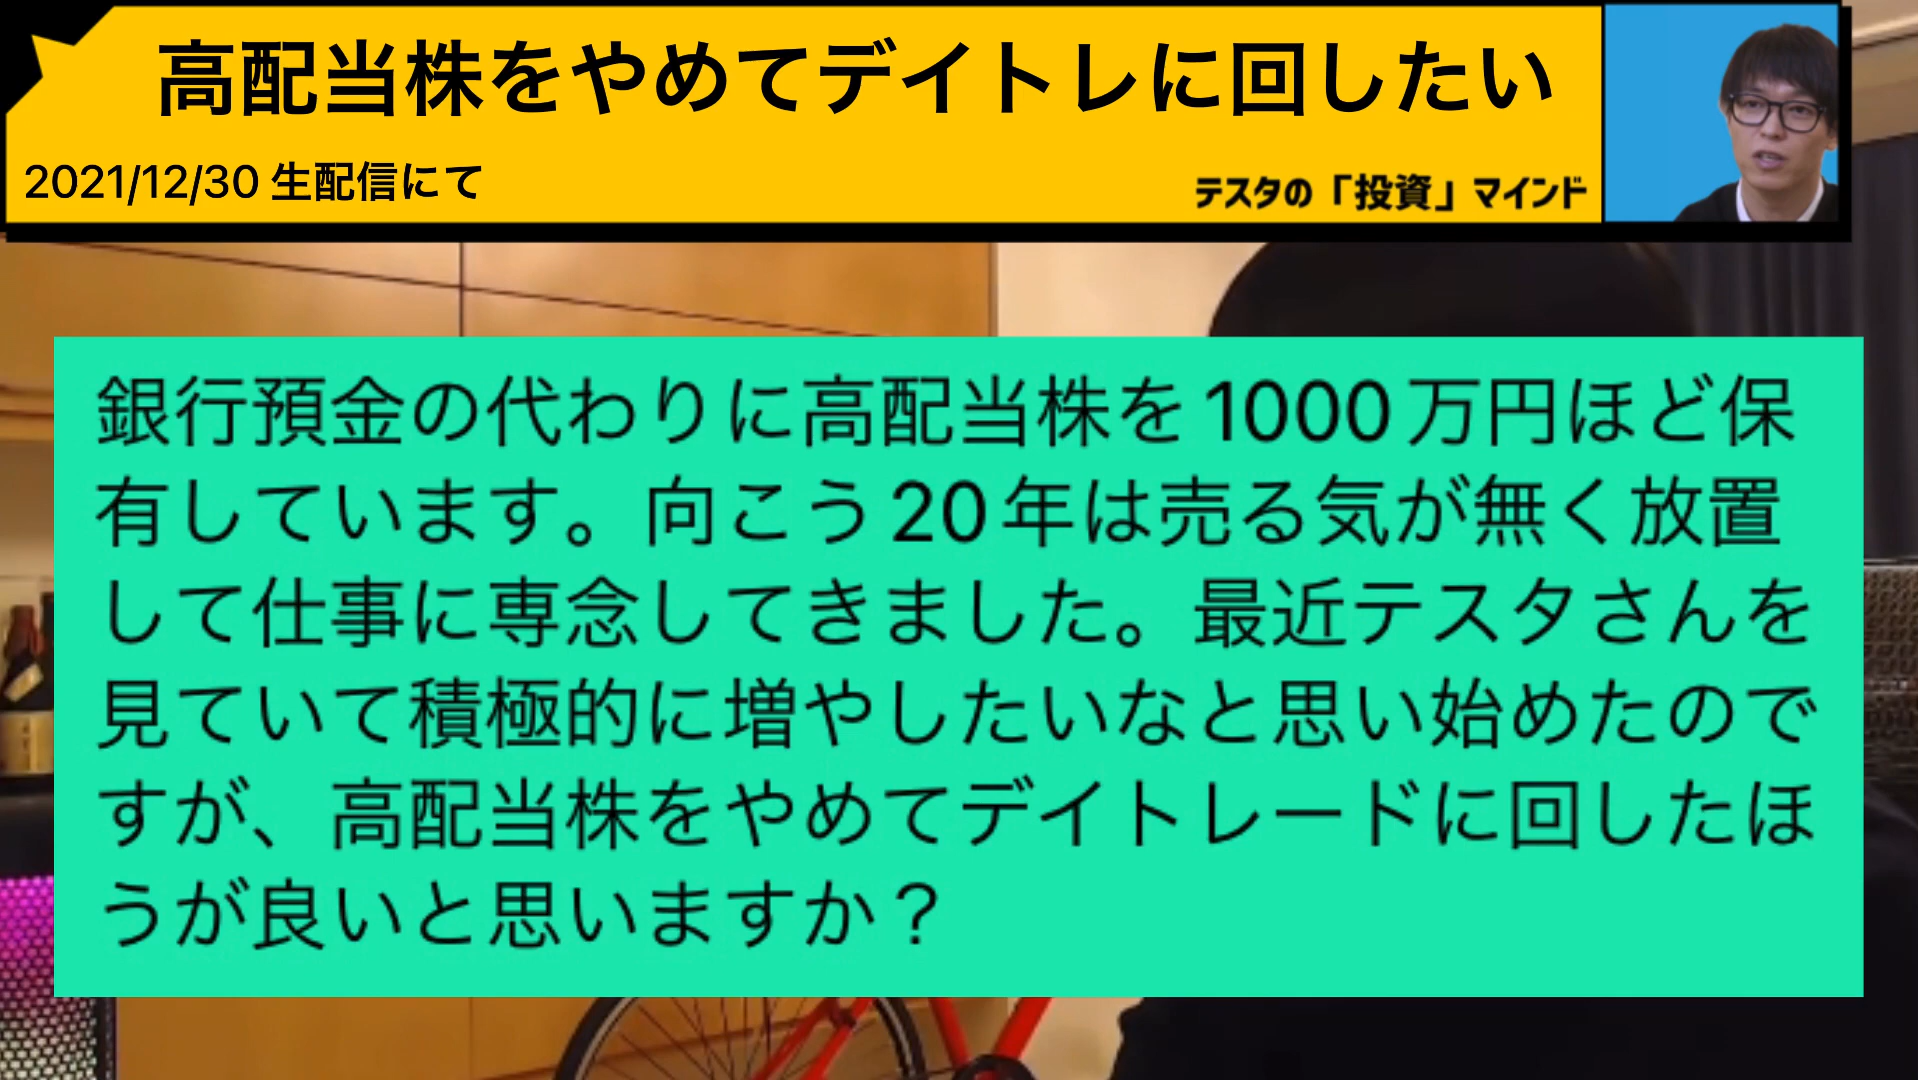 高配当株をやめてデイトレに回したい
2021/12/30 生配信にて
テスタの「投資」マインド
銀行預金の代わりに高配当株を1000万円ほど保
有しています。向こう20年は売る気が無く放置
して仕事に専念してきました。最近テスタさんを
見ていて積極的に増やしたいなと思い始めたので
すが、高配当株をやめてデイトレードに回したほ
うが良いと思いますか？